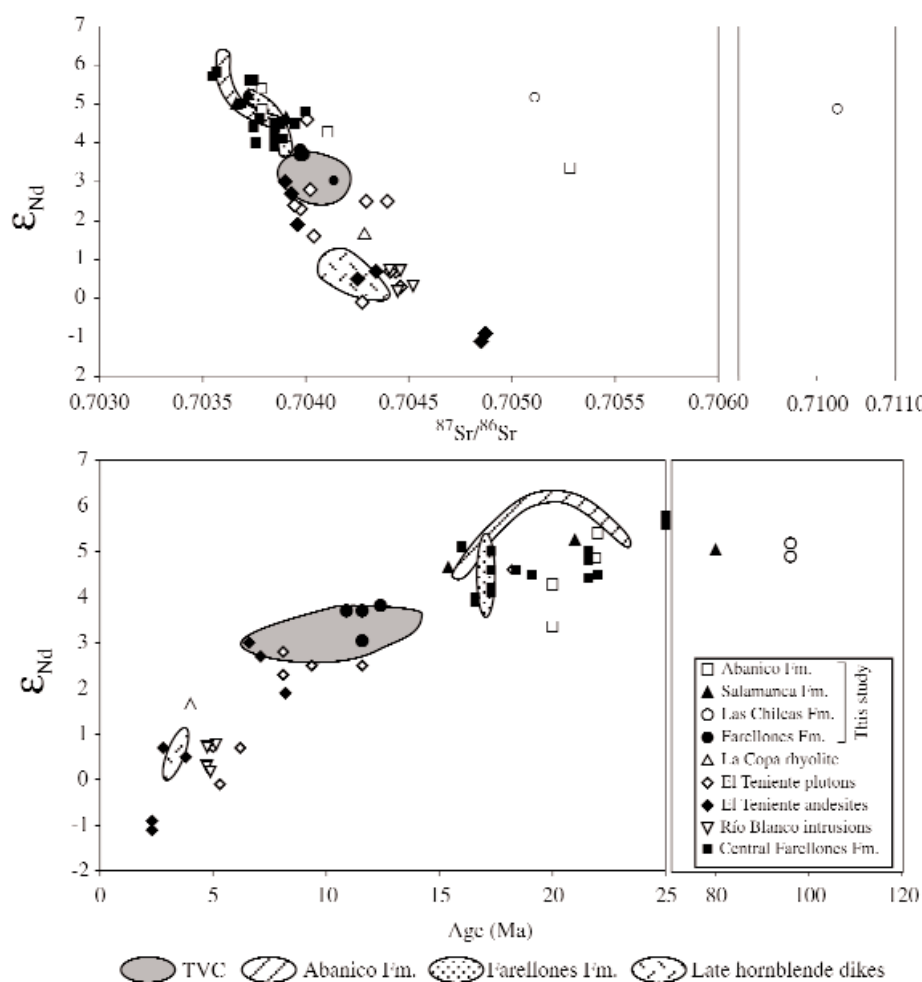 7
6
5
4
3
2
1
0
-1
2
εNd
0.7030 0.7035 0.7040 0.7045 0.7050 0.7055 0.7060 0.7100 0.7110
87Sr/86Sr
7
6
5
4
3
2
1
0
-1
-2
εNd
0 5 10 15 20 25 80 100 120
Age (Ma)
Abanico Fm.
Salamanca Fm.
Las Chilcas Fm.
Farellones Fm.
This study
La Copa rhyolite
El Teniente plutons
El Teniente andesites
Río Blanco intrusions
Central Farellones Fm.
TVC Abanico Fm. Farellones Fm. Late hornblende dikes